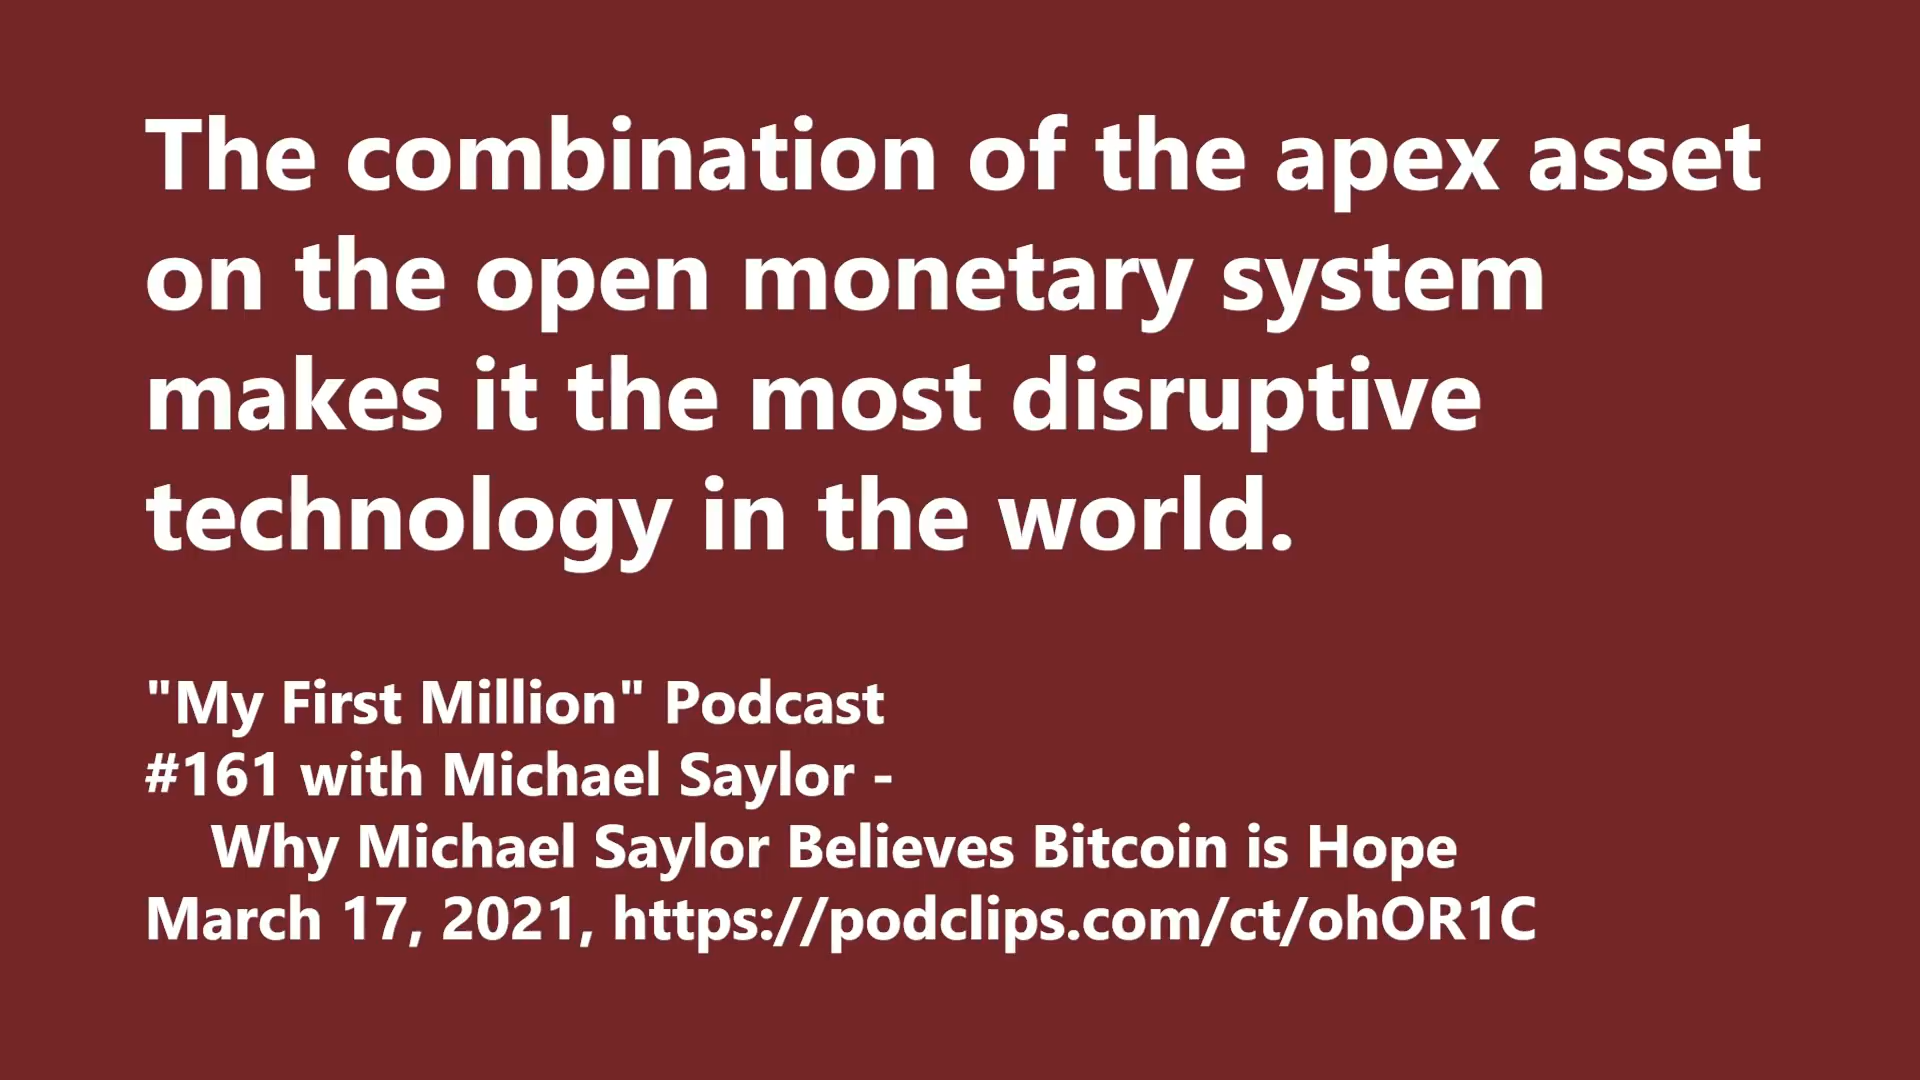 The combination of the apex asset
on the open monetary system
makes it the most disruptive
technology in the world.
"My First Million" Podcast
#161 with Michael Saylor -
Why Michael Saylor Believes Bitcoin is Hope
March 17, 2021, https://podclips.com/ct/ohOR1C